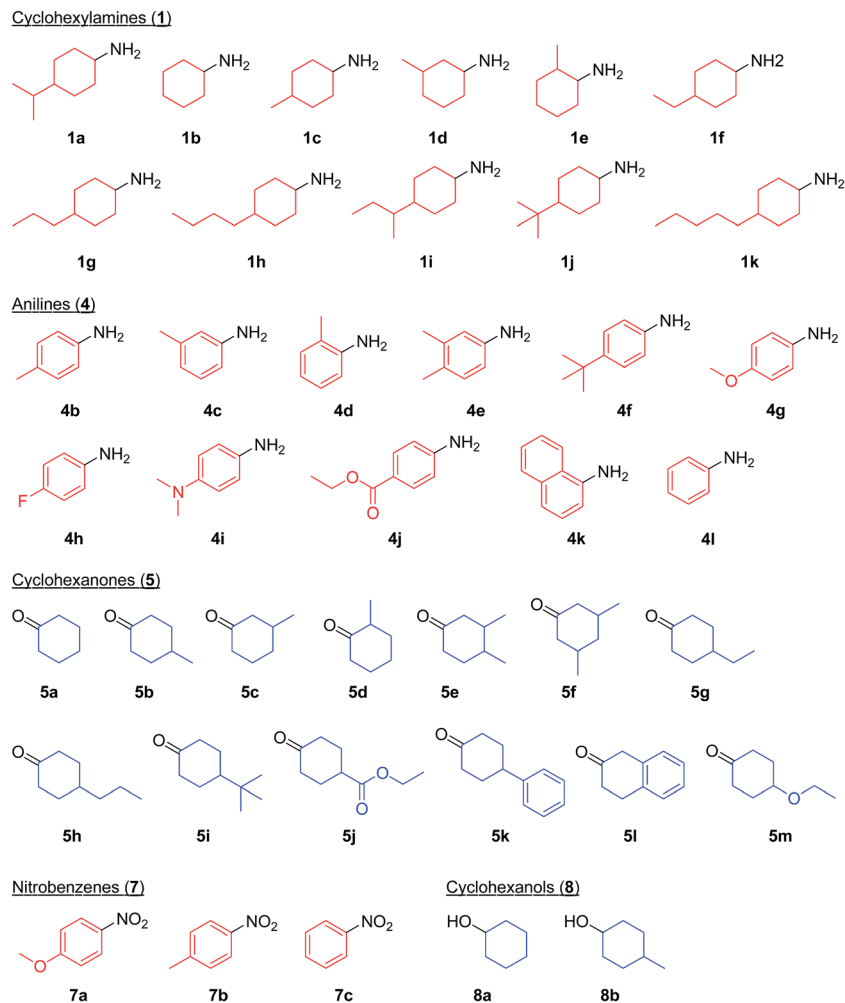 Cyclohexylamines (1)
NH2 NH2 NH2 NH2 NH2 NH2
1a 1b 1c 1d 1e 1f
NH2 NH2 NH2 NH2 NH2
1g 1h 1i 1j 1k
Anilines (4)
NH2 NH2 NH2 NH2 NH2 NH2
O
4b 4c 4d 4e 4f 4g
NH2 NH2 NH2 NH2 NH2
F N O
O
4h 4i 4j 4k 4l
Cyclohexanones (5)
O O O O O O O
5a 5b 5c 5d 5e 5f 5g
O O O O O O
O O
O
5h 5i 5j 5k 5l 5m
Nitrobenzenes (7) Cyclohexanols (8)
NO2 NO2 NO2 HO HO
O
7a 7b 7c 8a 8b